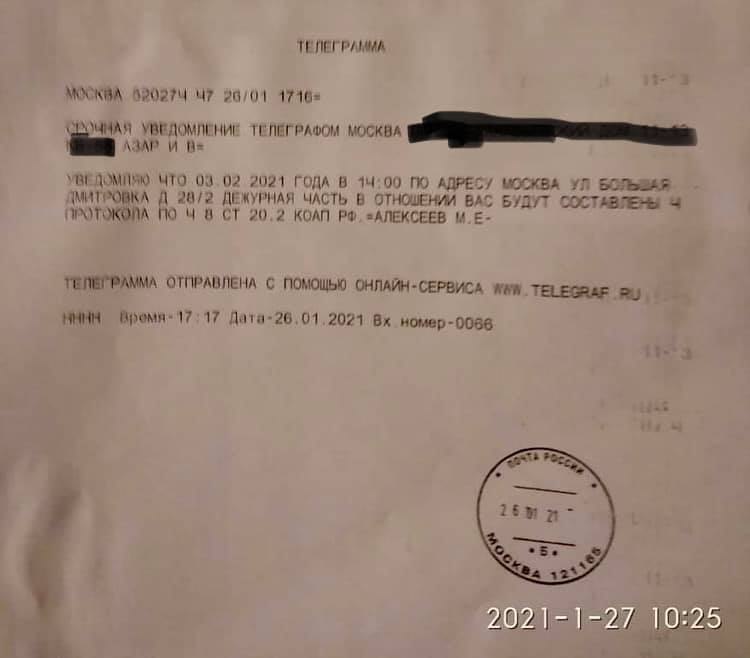 ТЕЛЕГРАММА
МОСКВА 62027Ч Ч7 26/01 1716=
СРОЧНАЯ УВЕДОМЛЕНИЕ ТЕЛЕГРАФОМ МОСКВА
АЗАР И В=
УВЕДОМЛЯЮ ЧТО 03.02 2021 ГОДА В 1Ч:00 ПО АДРЕСУ МОСКВА УЛ БОЛЬШАЯ
ДМИТРОВКА Д 28/2 ДЕЖУРНАЯ ЧАСТЬ В ОТНОШЕНИИ ВАС БУДУТ СОСТАВЛЕНЫ Ч
ПРОТОКОЛА ПО Ч 8 СТ 20.2 КОАП РФ.=АЛЕКСЕЕВ М.Е-
ТЕЛЕГРАММА ОТПРАВЛЕНА С ПОМОЩЬЮ ОНЛАЙН-СЕРВИСА WWW.TELEGRAF.RU
НННН Время-17:17 Дата-26.01.2021 Вх.номер-0066
ПОЧТА РОССИИ
26 01 21
Б
МОСКВА 121165
2021-1-27 10:25